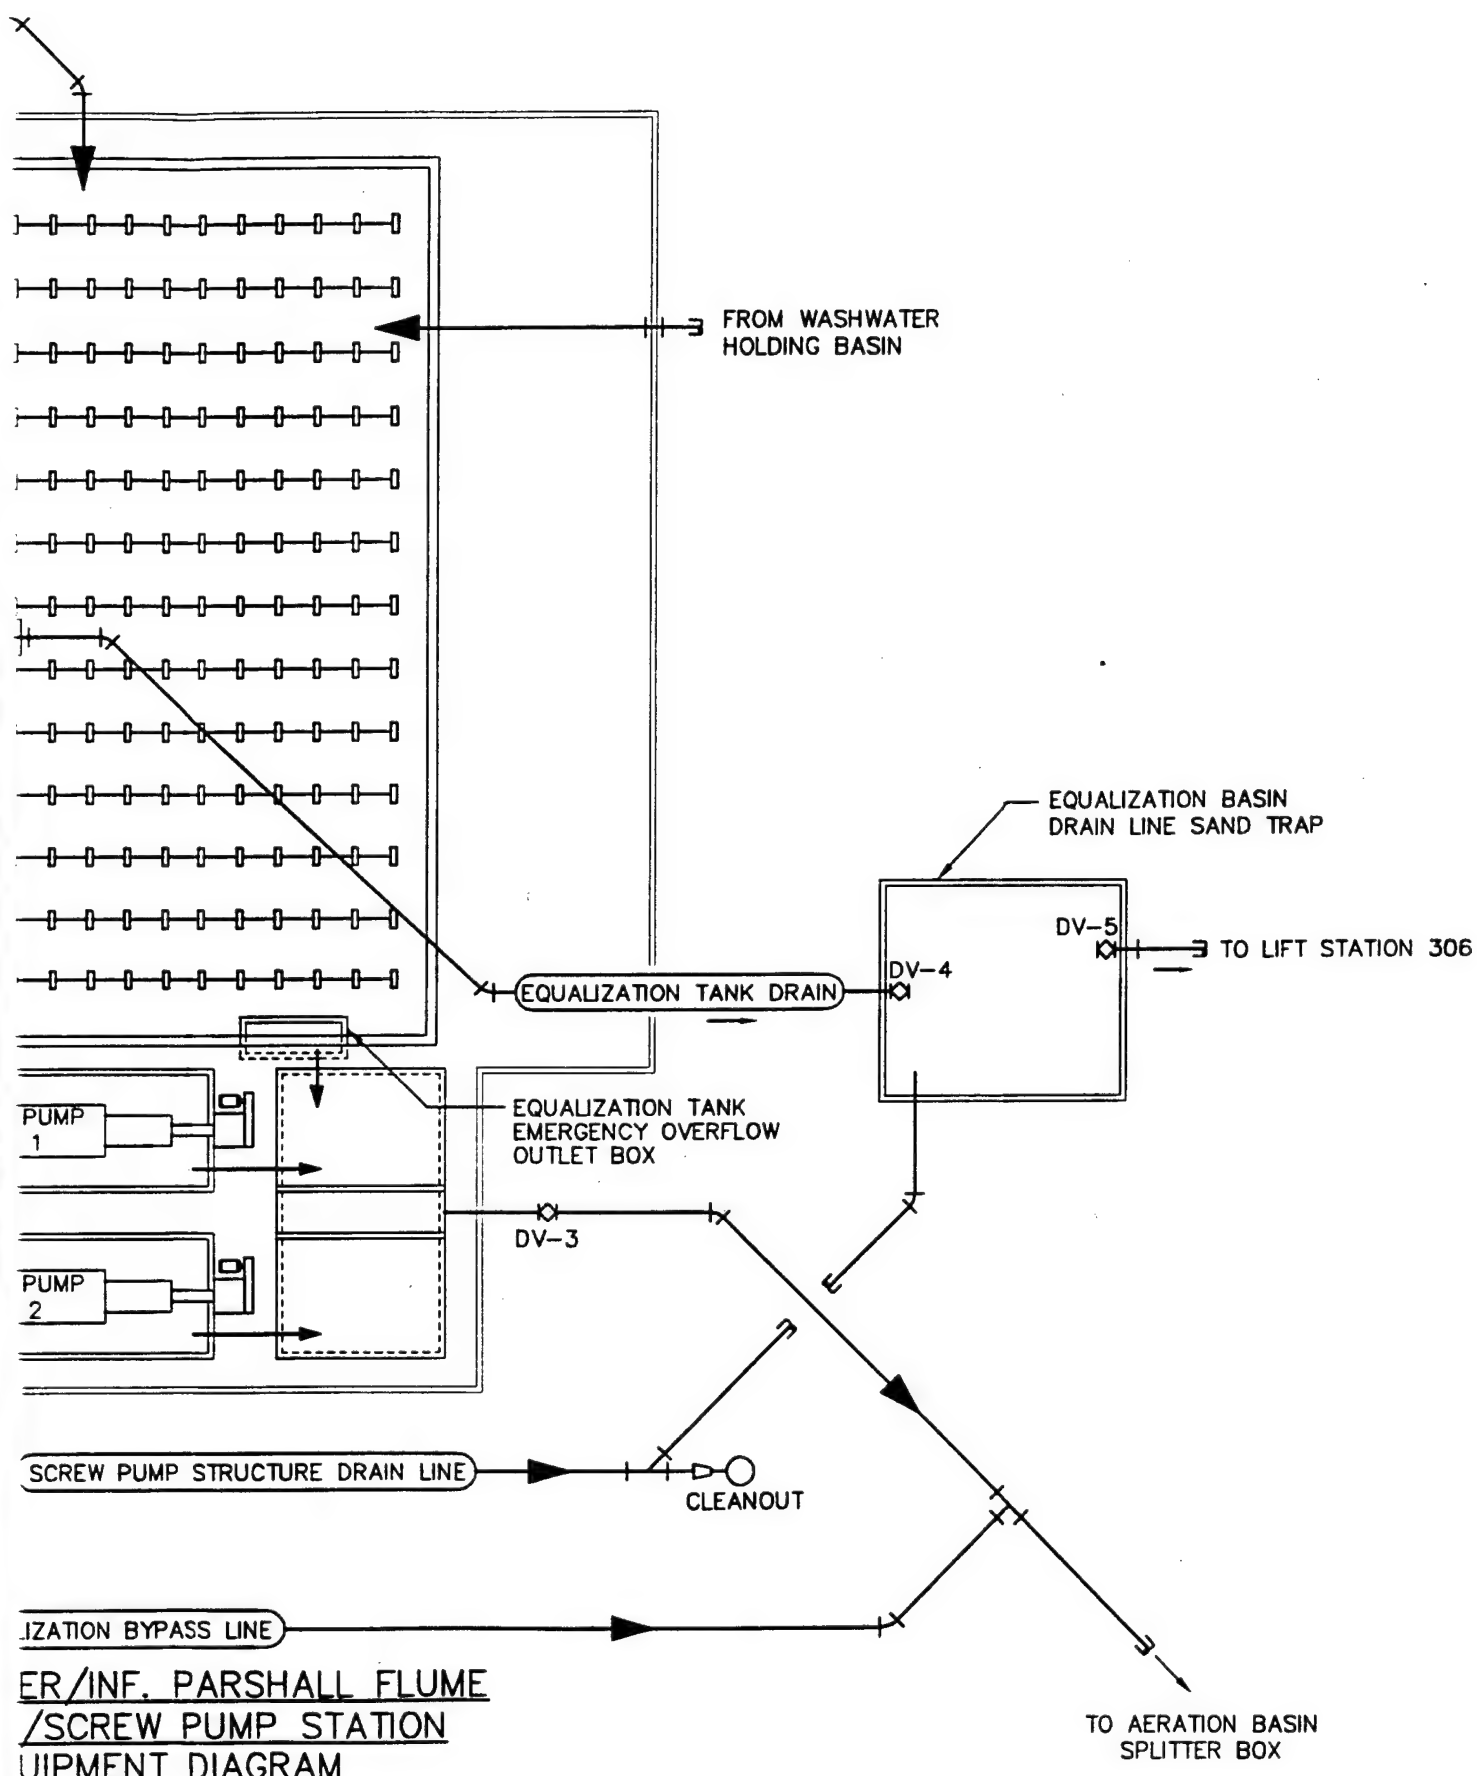 FROM WASHWATER
HOLDING BASIN
EQUALIZATION BASIN
DRAIN LINE SAND TRAP
DV-5
TO LIFT STATION 306
DV-4
EQUALIZATION TANK DRAIN
PUMP
1
EQUALIZATION TANK
EMERGENCY OVERFLOW
OUTLET BOX
DV-3
PUMP
2
SCREW PUMP STRUCTURE DRAIN LINE
CLEANOUT
IZATION BYPASS LINE
ER/INF. PARSHALL FLUME
/SCREW PUMP STATION
UIPMENT DIAGRAM
TO AERATION BASIN
SPLITTER BOX